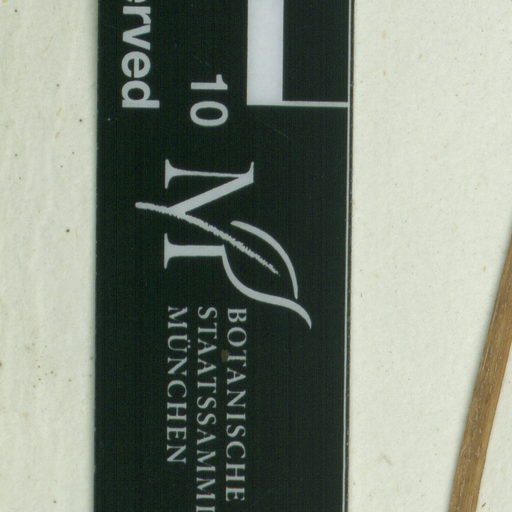 erved
10
BOTANISCHE
STAATSSAMML
MÜNCHEN